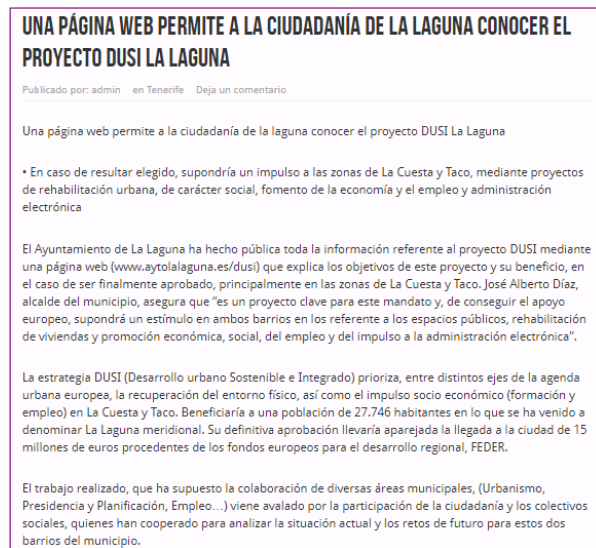 UNA PÁGINA WEB PERMITE A LA CIUDADANÍA DE LA LAGUNA CONOCER EL
PROYECTO DUSI LA LAGUNA
Publicado por: admin en Tenerife Deja un comentario
Una página web permite a la ciudadanía de la laguna conocer el proyecto DUSI La Laguna
• En caso de resultar elegido, supondría un impulso a las zonas de La Cuesta y Taco, mediante proyectos
de rehabilitación urbana, de carácter social, fomento de la economía y el empleo y administración
electrónica
El Ayuntamiento de La Laguna ha hecho pública toda la información referente al proyecto DUSI mediante
una página web (www.aytolalaguna.es/dusi) que explica los objetivos de este proyecto y su beneficio, en
el caso de ser finalmente aprobado, principalmente en las zonas de La Cuesta y Taco. José Alberto Díaz,
alcalde del municipio, asegura que “es un proyecto clave para este mandato y, de conseguir el apoyo
europeo, supondrá un estímulo en ambos barrios en los referente a los espacios públicos, rehabilitación
de viviendas y promoción económica, social, del empleo y del impulso a la administración electrónica”.
La estrategia DUSI (Desarrollo urbano Sostenible e Integrado) prioriza, entre distintos ejes de la agenda
urbana europea, la recuperación del entorno físico, así como el impulso socio económico (formación y
empleo) en La Cuesta y Taco. Beneficiaría a una población de 27.746 habitantes en lo que se ha venido a
denominar La Laguna meridional. Su definitiva aprobación llevaría aparejada la llegada a la ciudad de 15
millones de euros procedentes de los fondos europeos para el desarrollo regional, FEDER.
El trabajo realizado, que ha supuesto la colaboración de diversas áreas municipales, (Urbanismo,
Presidencia y Planificación, Empleo…) viene avalado por la participación de la ciudadanía y los colectivos
sociales, quienes han cooperado para analizar la situación actual y los retos de futuro para estos dos
barrios del municipio.